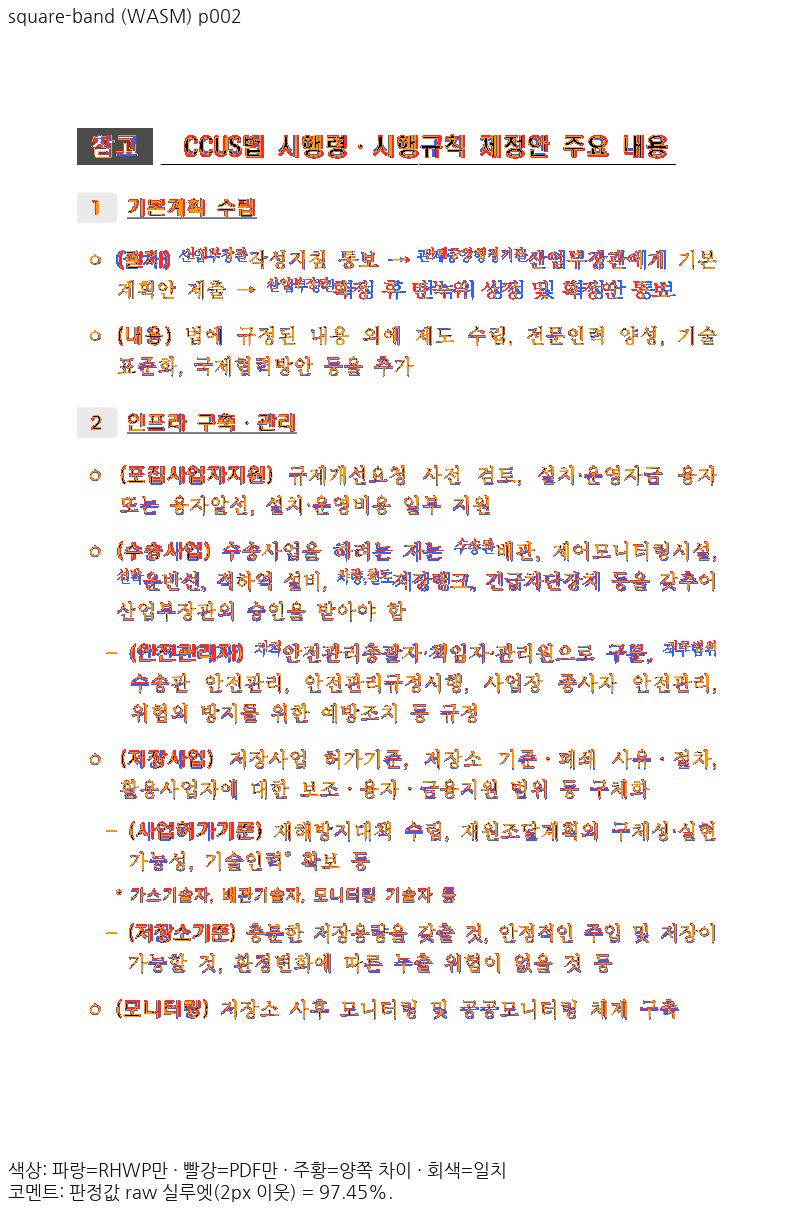 square-band (WASM) p002
참고 CCUS법 시행령·시행규칙 제정안 주요 내용
1 기본계획 수립
ㅇ (절차) 산업부장관작성지침 통보 → 관계중앙행정기관산업부장관에게 기본
계획안 제출 → 산업부장관확정 후 탄녹위 상정 및 확정안 통보
ㅇ (내용) 법에 규정된 내용 외에 제도 수립, 전문인력 양성, 기술
표준화, 국제협력방안 등을 추가
2 인프라 구축·관리
ㅇ (포집사업자지원) 규제개선요청 사전 검토, 설치·운영자금 융자
또는 융자알선, 설치·운영비용 일부 지원
ㅇ (수송사업) 수송사업을 하려는 자는 수송관배관, 제어모니터링시설,
선박운반선, 적하역 설비, 차량,철도저장탱크, 긴급차단장치 등을 갖추어
산업부장관의 승인을 받아야 함
- (안전관리자) 자격안전관리총괄자·책임자·관리원으로 구분, 직무범위
수송관 안전관리, 안전관리규정시행, 사업장 종사자 안전관리,
위험의 방지를 위한 예방조치 등 규정
ㅇ (저장사업) 저장사업 허가기준, 저장소 기준·폐쇄 사유·절차,
활용사업자에 대한 보조·융자·금융지원 범위 등 구체화
- (사업허가기준) 재해방지대책 수립, 재원조달계획의 구체성·실현
가능성, 기술인력* 확보 등
* 가스기술자, 배관기술자, 모니터링 기술자 등
- (저장소기준) 충분한 저장용량을 갖출 것, 안정적인 주입 및 저장이
가능할 것, 환경변화에 따른 누출 위험이 없을 것 등
ㅇ (모니터링) 저장소 사후 모니터링 및 공공모니터링 체계 구축
색상: 파랑=RHWP만 · 빨강=PDF만 · 주황=양쪽 차이 · 회색=일치
코멘트: 판정값 raw 실루엣(2px 이웃) = 97.45%.